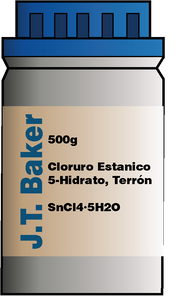 J.T. Baker
500g
Cloruro Estanico
5-Hidrato, Terrón
SnCl4·5H2O